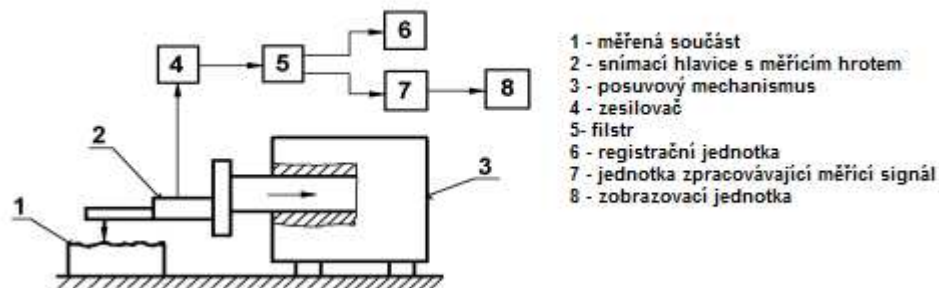 6
4
5
7
8
2
3
1
1 - měřená součást
2 - snímací hlavice s měřicím hrotem
3 - posuvový mechanismus
4 - zesilovač
5- filstr
6 - registrační jednotka
7 - jednotka zpracovávající měřící signál
8 - zobrazovací jednotka